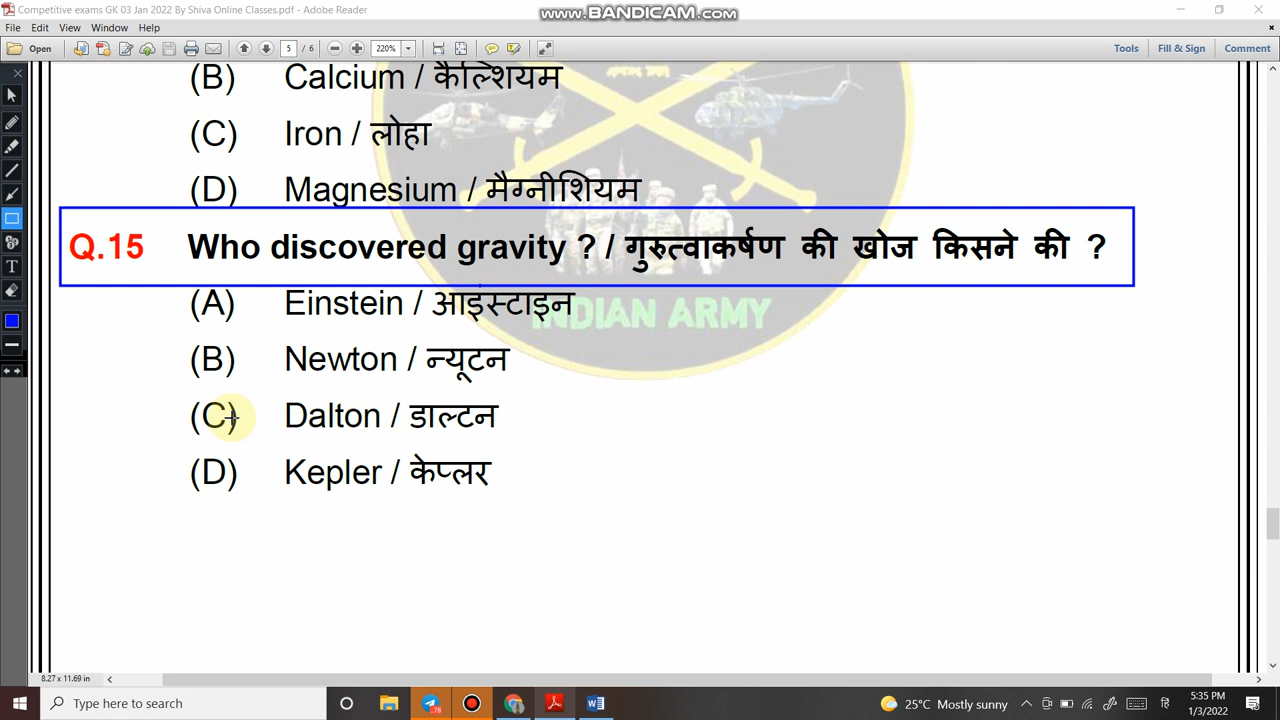 Competitive exams GK 03 Jan 2022 By Shiva Online Classes.pdf - Adobe Reader
www.BANDICAM.com
File Edit View Window Help
Open 5 / 6 220% Tools Fill & Sign Comment
(B) Calcium / कैल्शियम
(C) Iron / लोहा
(D) Magnesium / मैग्नीशियम
Q.15 Who discovered gravity ? / गुरुत्वाकर्षण की खोज किसने की ?
(A) Einstein / आइंस्टाइन
INDIAN ARMY
(B) Newton / न्यूटन
(C) Dalton / डाल्टन
(D) Kepler / केप्लर
8.27 x 11.69 in
Type here to search 78 25°C Mostly sunny हि 5:35 PM
1/3/2022